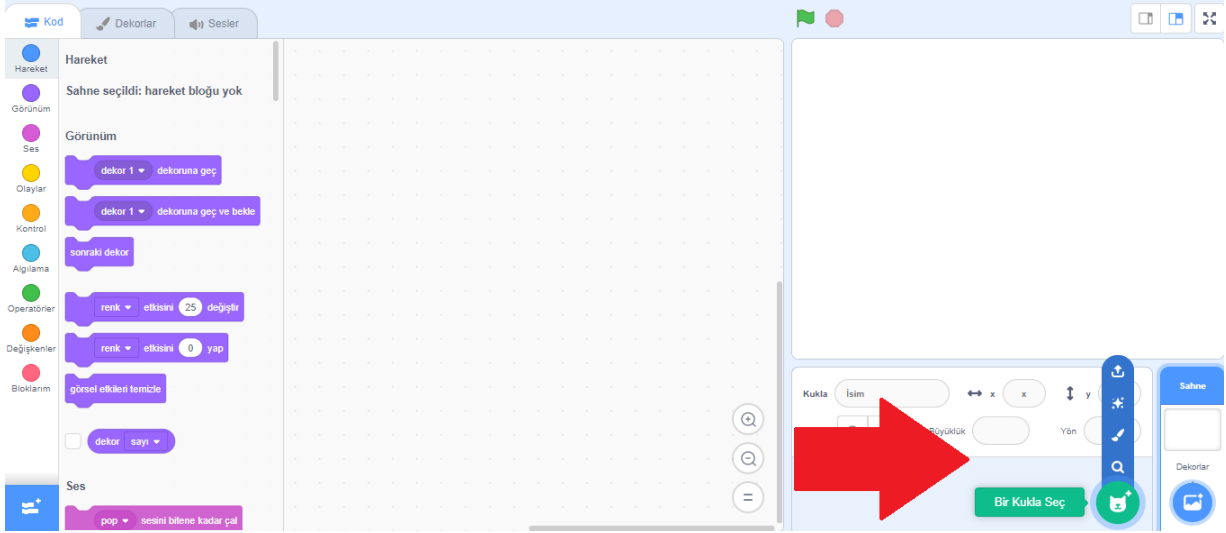 Kod
Dekorlar
Sesler
Hareket
Görünüm
Ses
Olaylar
Kontrol
Algılama
Operatörler
Değişkenler
Bloklarım
Hareket
Sahne seçildi: hareket bloğu yok
Görünüm
dekor 1 dekoruna geç
dekor 1 dekoruna geç ve bekle
sonraki dekor
renk etkisini 25 değiştir
renk etkisini 0 yap
görsel etkileri temizle
dekor sayı
Ses
pop sesini bitene kadar çal
Kukla İsim x x y
Büyüklük Yön
Bir Kukla Seç
Sahne
Dekorlar